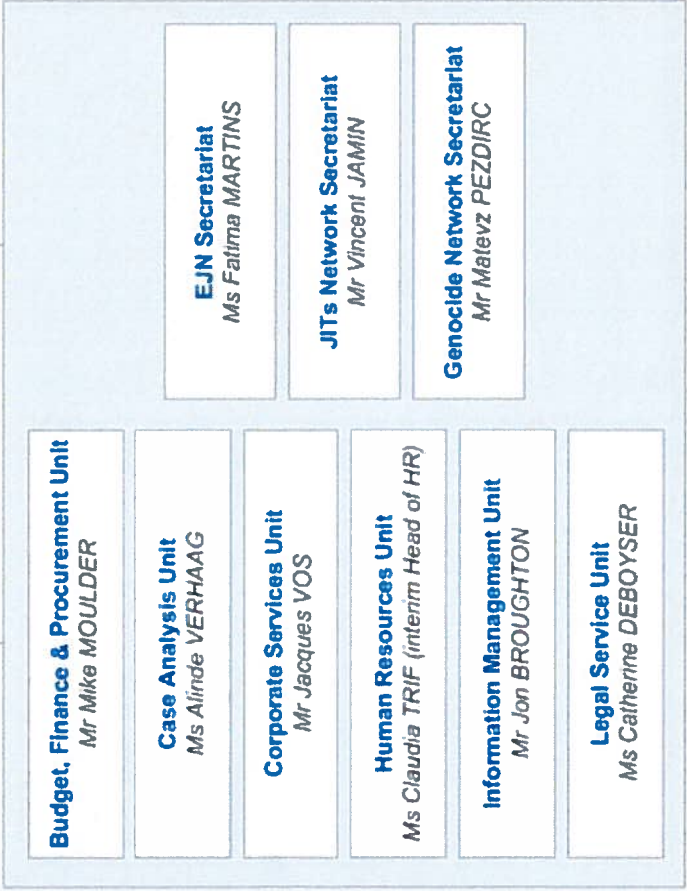 Budget, Finance & Procurement Unit
Mr Mike MOULDER
Case Analysis Unit
Ms Alinde VERHAAG
Corporate Services Unit
Mr Jacques VOS
Human Resources Unit
Ms Claudia TRIF (interim Head of HR)
Information Management Unit
Mr Jon BROUGHTON
Legal Service Unit
Ms Catherine DEBOYSER
EJN Secretariat
Ms Fatima MARTINS
JITs Network Secretariat
Mr Vincent JAMIN
Genocide Network Secretariat
Mr Matevz PEZDIRC